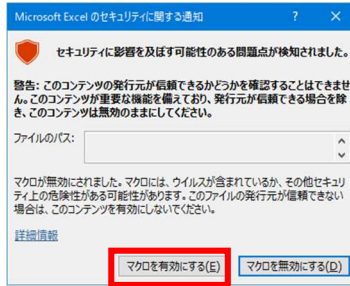 Microsoft Excel のセキュリティに関する通知
セキュリティに影響を及ぼす可能性のある問題点が検知されました。
警告: このコンテンツの発行元が信頼できるかどうかを確認することはできませ
ん。このコンテンツが重要な機能を備えており、発行元が信頼できる場合を除
き、このコンテンツは無効のままにしてください。
ファイルのパス:
マクロが無効にされました。マクロには、ウイルスが含まれているか、その他セキュリ
ティ上の危険性がある可能性があります。このファイルの発行元が信頼できない
場合は、このコンテンツを有効にしないでください。
詳細情報
マクロを有効にする(E) マクロを無効にする(D)